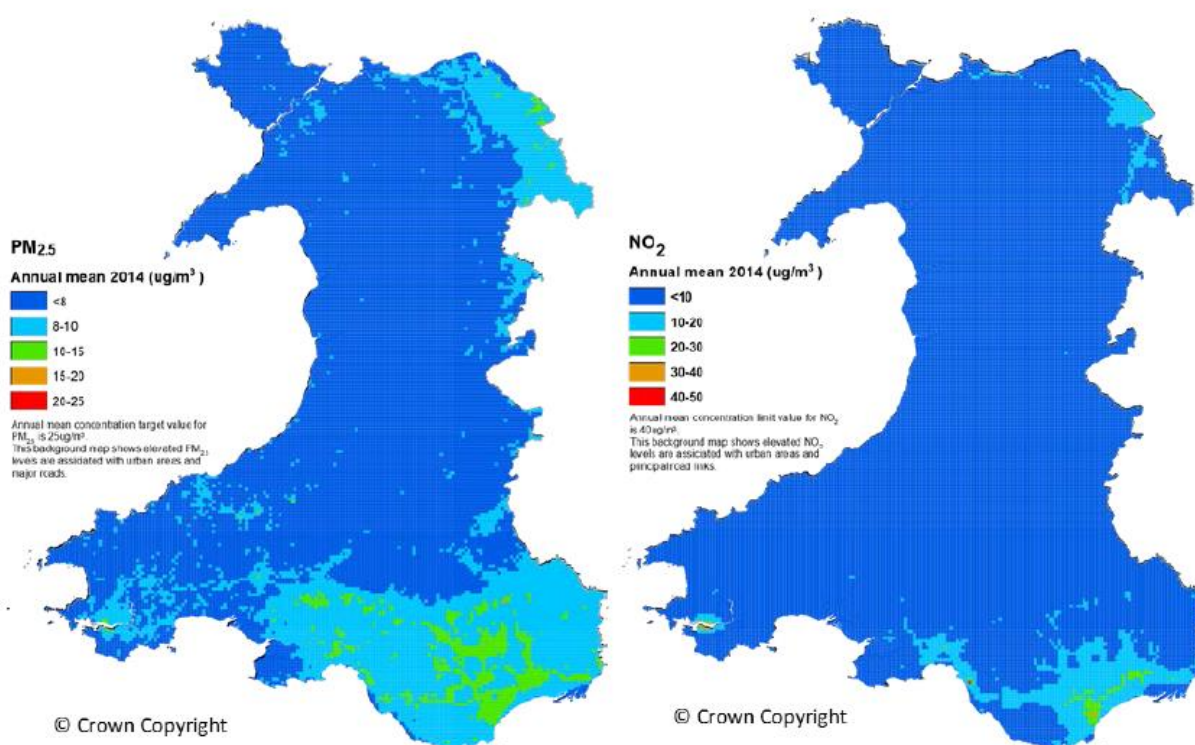 PM2.5
Annual mean 2014 (ug/m³)
<8
8-10
10-15
15-20
20-25
Annual mean concentration target value for
PM2.5 is 25ug/m³.
This background map shows elevated PM2.5
levels are assiciated with urban areas and
major roads.
© Crown Copyright
NO2
Annual mean 2014 (ug/m³)
<10
10-20
20-30
30-40
40-50
Annual mean concentration limit value for NO2
is 40ug/m³.
This background map shows elevated NO2
levels are assiciated with urban areas and
principal road links.
© Crown Copyright